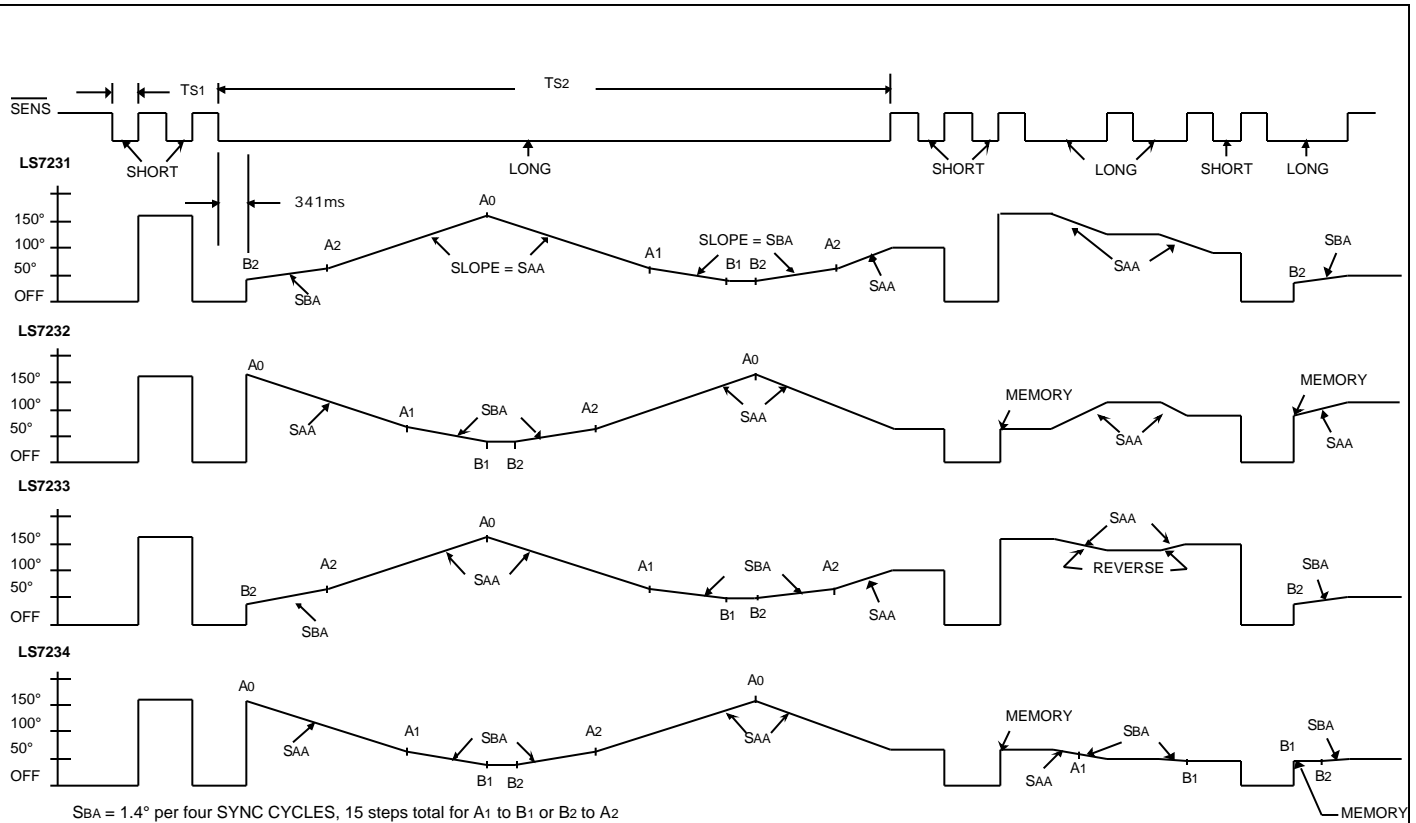 TS1
TS2
SENS
SHORT
LONG
SHORT
LONG
SHORT
LONG
LS7231
341ms
150°
100°
50°
OFF
B2
A2
A0
A1
B1
B2
A2
SBA
SLOPE = SAA
SLOPE = SBA
SAA
SAA
B2
SBA
LS7232
150°
100°
50°
OFF
A0
A1
A2
A0
SAA
SBA
B1
B2
SAA
MEMORY
SAA
MEMORY
SAA
LS7233
150°
100°
50°
OFF
B2
A2
A0
A1
SBA
A2
SBA
SAA
B1
B2
SAA
SAA
REVERSE
B2
SBA
LS7234
150°
100°
50°
OFF
A0
A1
A2
A0
SAA
SBA
B1
B2
SAA
MEMORY
SAA
A1
SBA
B1
B1
SBA
B2
MEMORY
SBA = 1.4° per four SYNC CYCLES, 15 steps total for A1 to B1 or B2 to A2